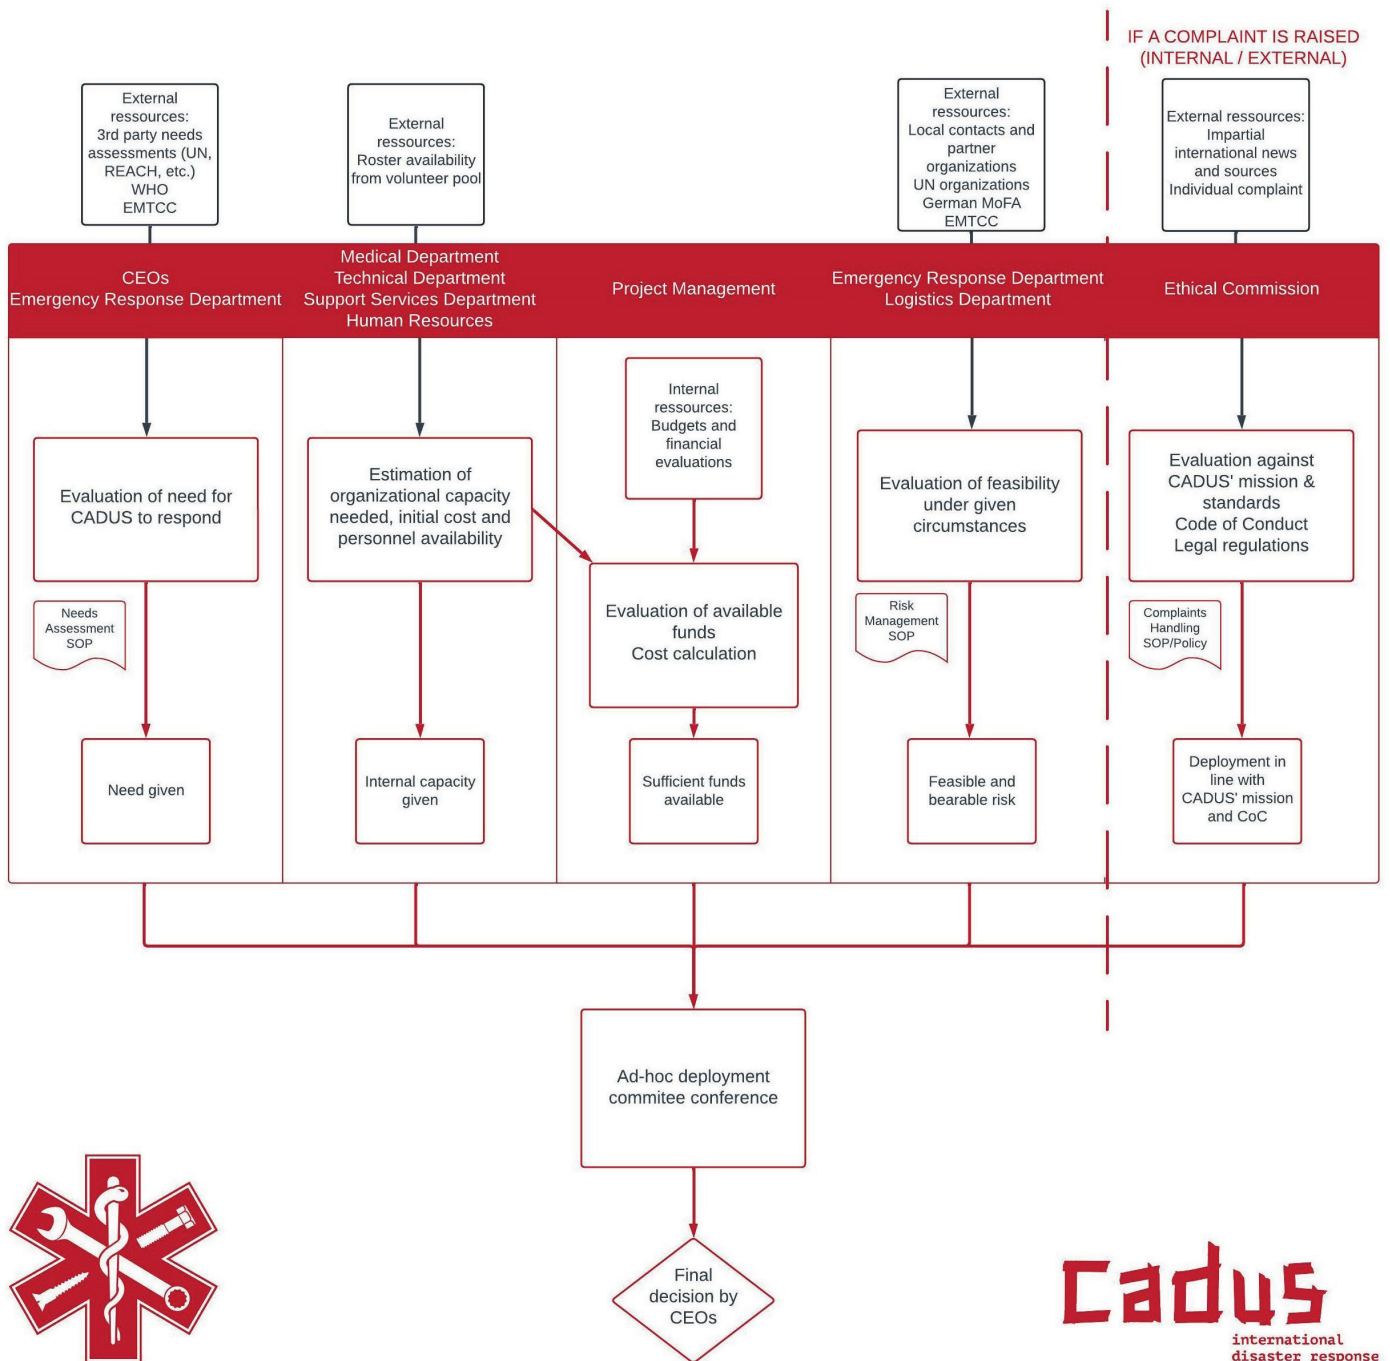 IF A COMPLAINT IS RAISED
(INTERNAL / EXTERNAL)
External
ressources:
3rd party needs
assessments (UN,
REACH, etc.)
WHO
EMTCC
External
ressources:
Roster availability
from volunteer pool
External
ressources:
Local contacts and
partner
organizations
UN organizations
German MoFA
EMTCC
External ressources:
Impartial
international news
and sources
Individual complaint
CEOs
Emergency Response Department
Medical Department
Technical Department
Support Services Department
Human Resources
Project Management
Emergency Response Department
Logistics Department
Ethical Commission
Internal
ressources:
Budgets and
financial
evaluations
Evaluation of need for
CADUS to respond
Estimation of
organizational capacity
needed, initial cost and
personnel availability
Evaluation of available
funds
Cost calculation
Evaluation of feasibility
under given
circumstances
Evaluation against
CADUS' mission &
standards
Code of Conduct
Legal regulations
Needs
Assessment
SOP
Risk
Management
SOP
Complaints
Handling
SOP/Policy
Need given
Internal capacity
given
Sufficient funds
available
Feasible and
bearable risk
Deployment in
line with
CADUS' mission
and CoC
Ad-hoc deployment
commitee conference
Final
decision by
CEOs
cadus
international
disaster response